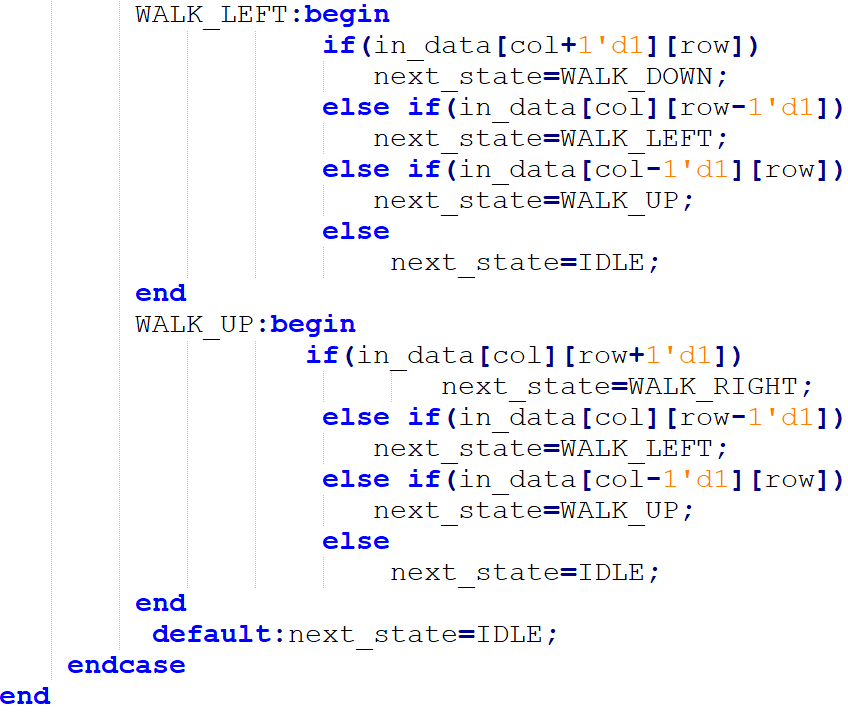 WALK_LEFT:begin
if(in_data[col+1'd1][row])
next_state=WALK_DOWN;
else if(in_data[col][row-1'd1])
next_state=WALK_LEFT;
else if(in_data[col-1'd1][row])
next_state=WALK_UP;
else
next_state=IDLE;
end
WALK_UP:begin
if(in_data[col][row+1'd1])
next_state=WALK_RIGHT;
else if(in_data[col][row-1'd1])
next_state=WALK_LEFT;
else if(in_data[col-1'd1][row])
next_state=WALK_UP;
else
next_state=IDLE;
end
default:next_state=IDLE;
endcase
end